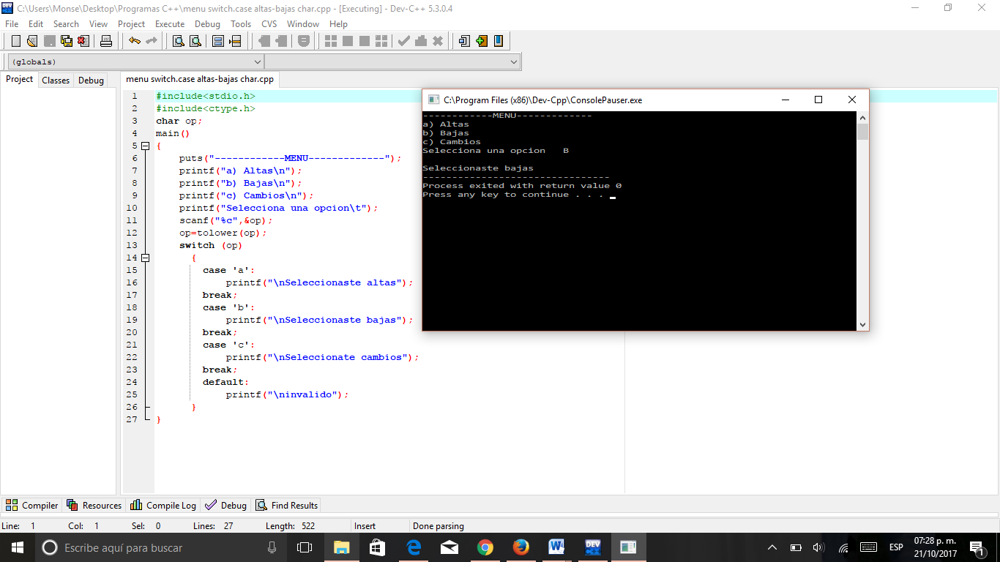 C:\Users\Monse\Desktop\Programas C++\menu switch.case altas-bajas char.cpp - [Executing] - Dev-C++ 5.3.0.4
File Edit Search View Project Execute Debug Tools CVS Window Help
(globals)
Project Classes Debug
menu switch.case altas-bajas char.cpp
1 #include<stdio.h>
2 #include<ctype.h>
3 char op;
4 main()
5 {
6 puts("------------MENU-------------");
7 printf("a) Altas\n");
8 printf("b) Bajas\n");
9 printf("c) Cambios\n");
10 printf("Selecciona una opcion\t");
11 scanf("%c",&op);
12 op=tolower(op);
13 switch (op)
14 {
15 case 'a':
16 printf("\nSeleccionaste altas");
17 break;
18 case 'b':
19 printf("\nSeleccionaste bajas");
20 break;
21 case 'c':
22 printf("\nSeleccionate cambios");
23 break;
24 default:
25 printf("\ninvalido");
26 }
27 }
C:\Program Files (x86)\Dev-Cpp\ConsolePauser.exe
------------MENU-------------
a) Altas
b) Bajas
c) Cambios
Selecciona una opcion B
Seleccionaste bajas
--------------------------------
Process exited with return value 0
Press any key to continue . . .
Compiler Resources Compile Log Debug Find Results
Line: 1 Col: 1 Sel: 0 Lines: 27 Length: 522 Insert Done parsing
Escribe aquí para buscar
DEV
ESP
07:28 p. m.
21/10/2017
1